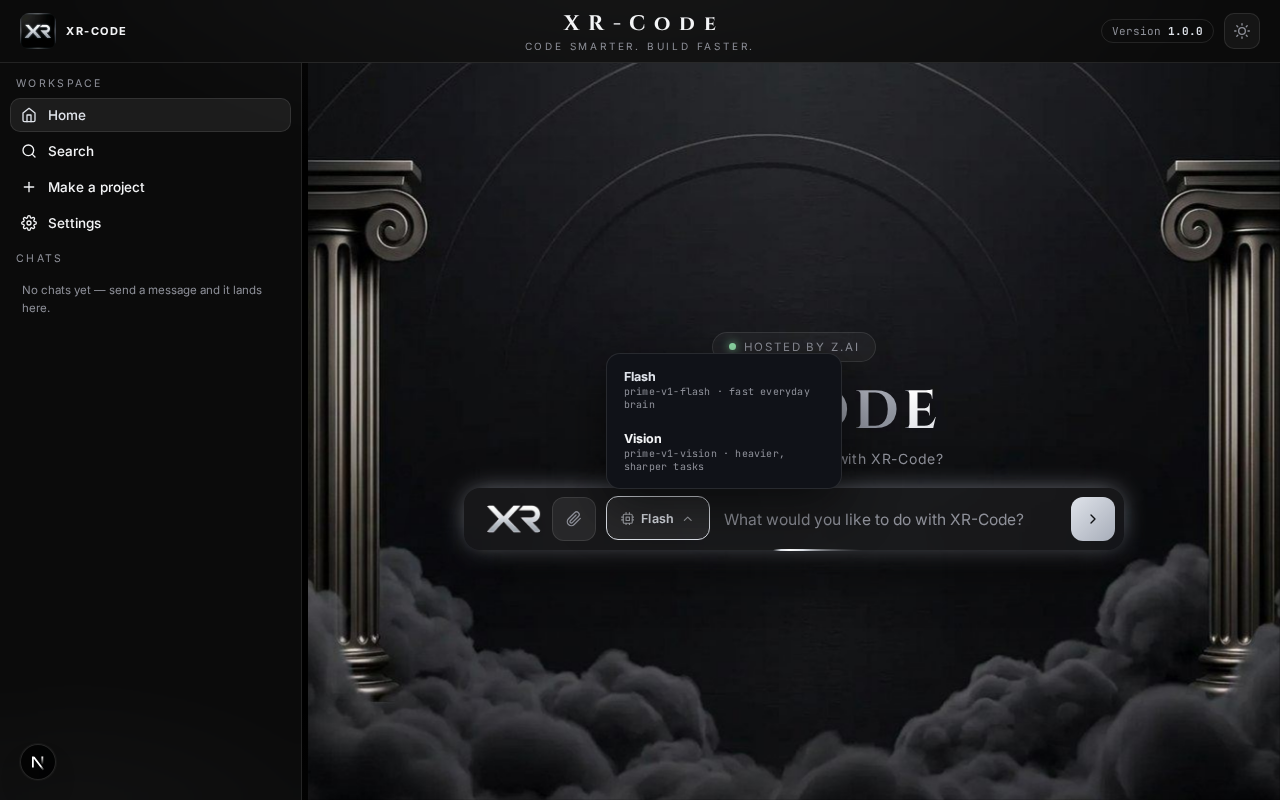 XR
XR-CODE
XR-CODE
CODE SMARTER. BUILD FASTER.
Version 1.0.0
WORKSPACE
Home
Search
Make a project
Settings
CHATS
No chats yet — send a message and it lands
here.
HOSTED BY Z.AI
Flash
prime-v1-flash · fast everyday
brain
Vision
prime-v1-vision · heavier,
sharper tasks
DE
with XR-Code?
XR
Flash
What would you like to do with XR-Code?
N